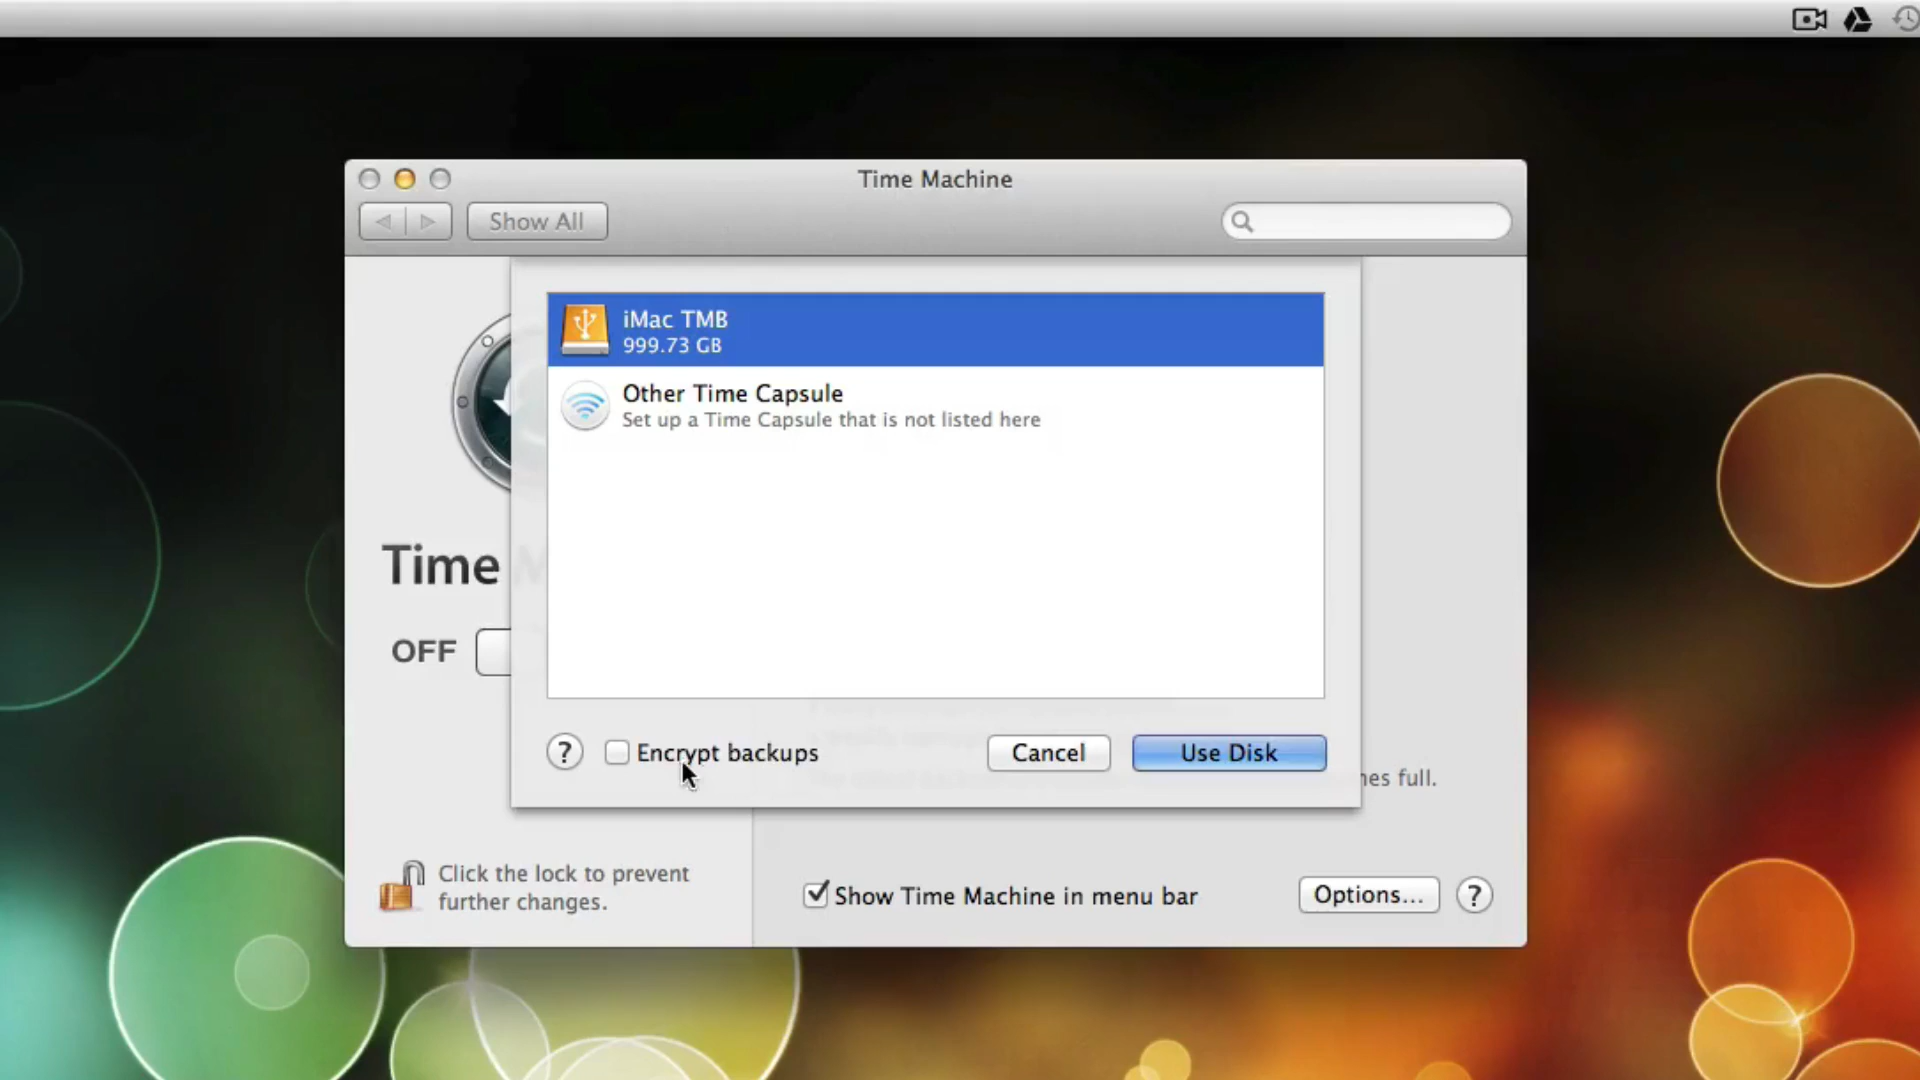 Time Machine
Show All
iMac TMB
999.73 GB
Other Time Capsule
Set up a Time Capsule that is not listed here
Time M
OFF
? Encrypt backups Cancel Use Disk
nes full.
Click the lock to prevent
further changes.
Show Time Machine in menu bar Options... ?